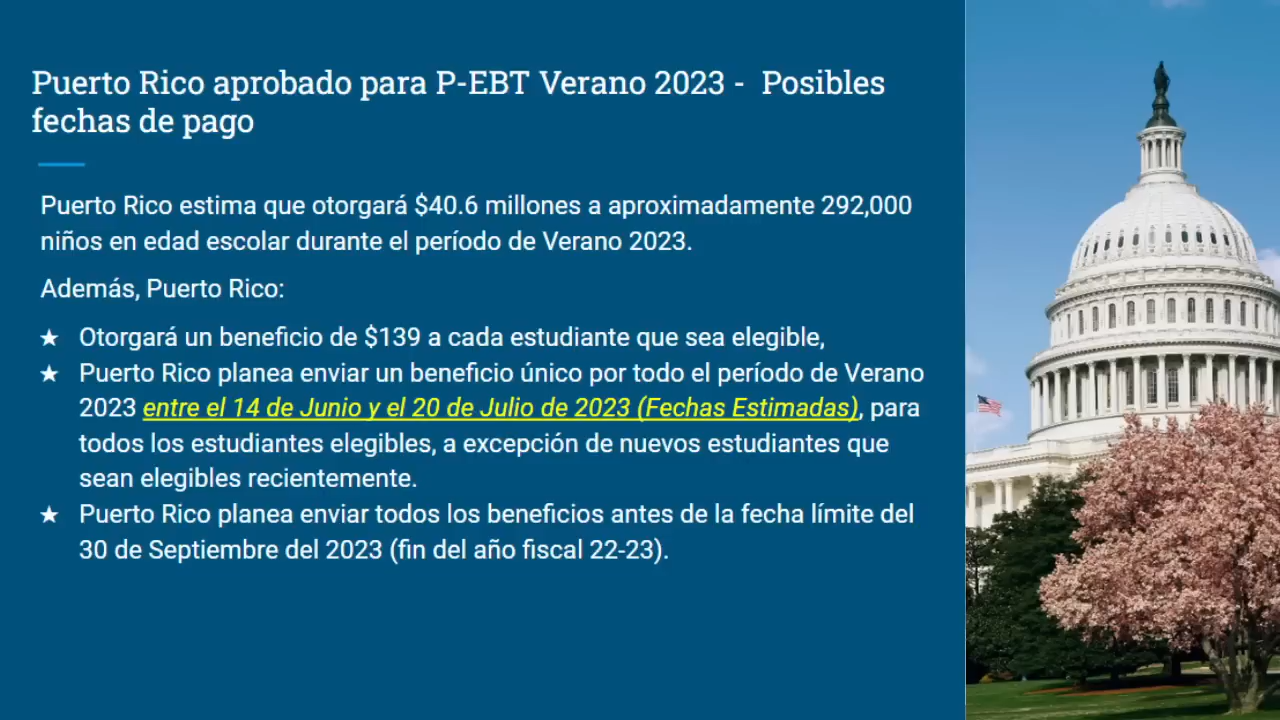 Puerto Rico aprobado para P-EBT Verano 2023 - Posibles
fechas de pago
Puerto Rico estima que otorgará $40.6 millones a aproximadamente 292,000
niños en edad escolar durante el período de Verano 2023.
Además, Puerto Rico:
★ Otorgará un beneficio de $139 a cada estudiante que sea elegible,
★ Puerto Rico planea enviar un beneficio único por todo el período de Verano
2023 entre el 14 de Junio y el 20 de Julio de 2023 (Fechas Estimadas), para
todos los estudiantes elegibles, a excepción de nuevos estudiantes que
sean elegibles recientemente.
★ Puerto Rico planea enviar todos los beneficios antes de la fecha límite del
30 de Septiembre del 2023 (fin del año fiscal 22-23).